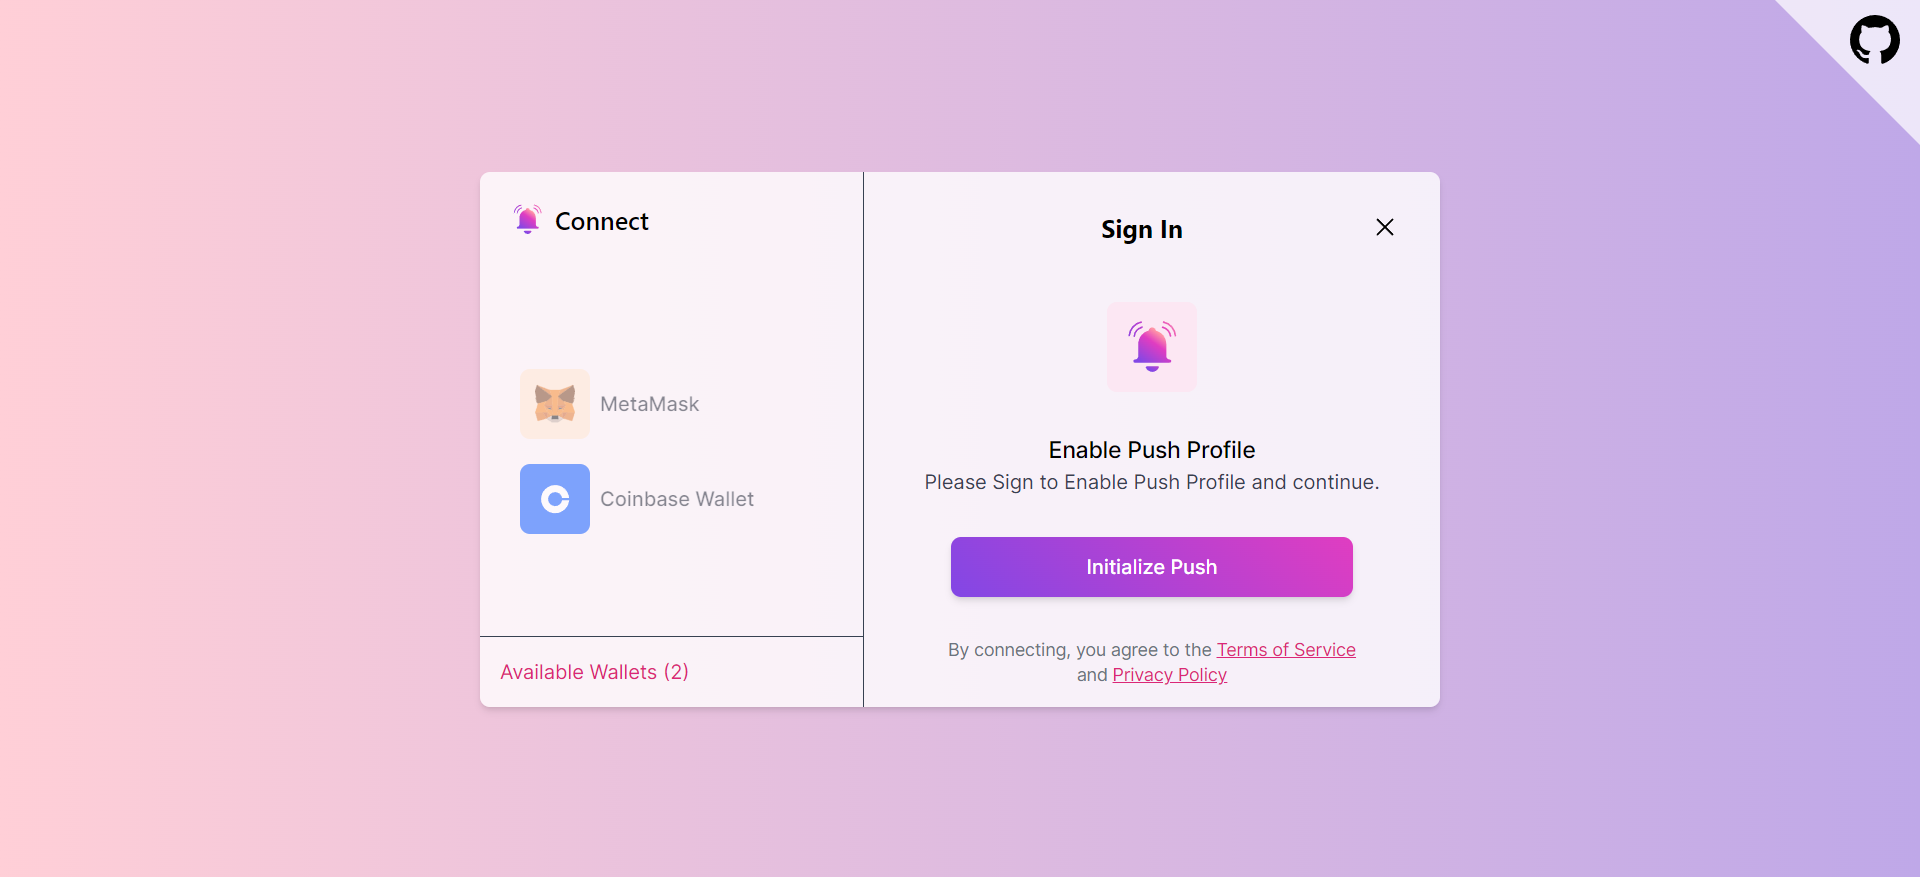 Connect
MetaMask
Coinbase Wallet
Available Wallets (2)
Sign In
Enable Push Profile
Please Sign to Enable Push Profile and continue.
Initialize Push
By connecting, you agree to the Terms of Service
and Privacy Policy